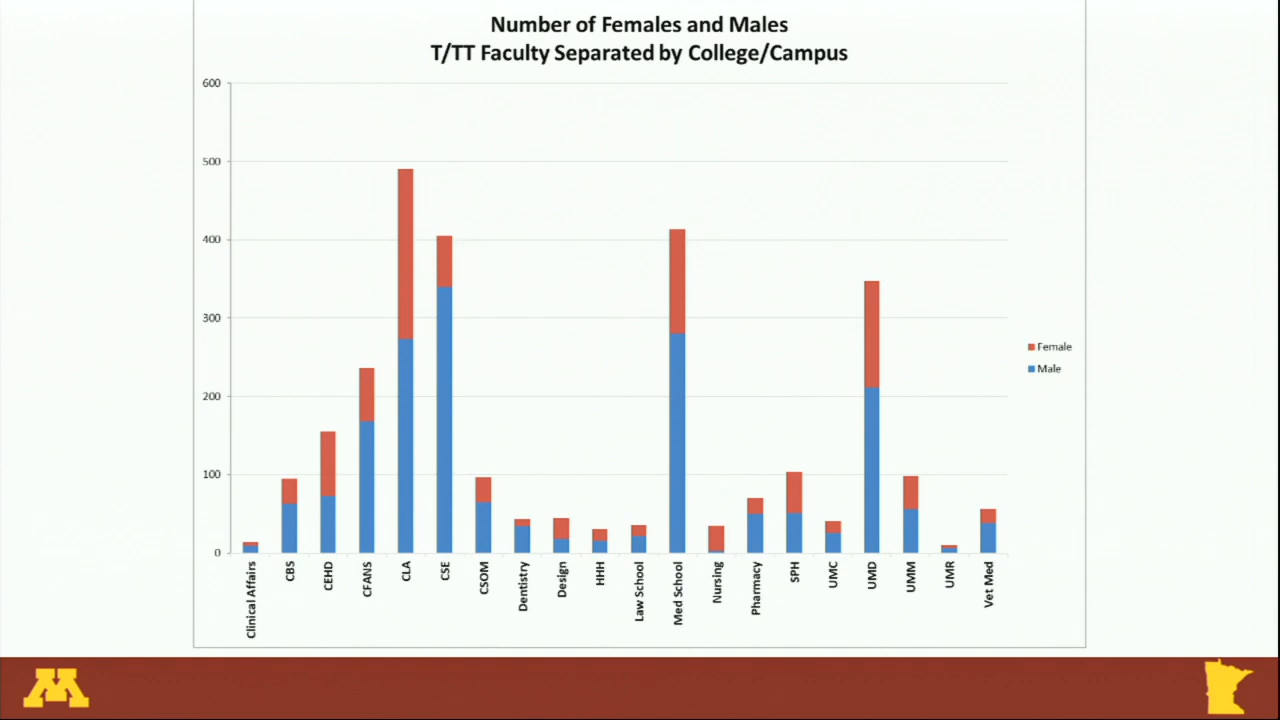 Number of Females and Males
T/TT Faculty Separated by College/Campus
600
500
400
300
200
100
0
Female
Male
Clinical Affairs
CBS
CEHD
CFANS
CLA
CSE
CSOM
Dentistry
Design
HHH
Law School
Med School
Nursing
Pharmacy
SPH
UMC
UMD
UMM
UMR
Vet Med
M